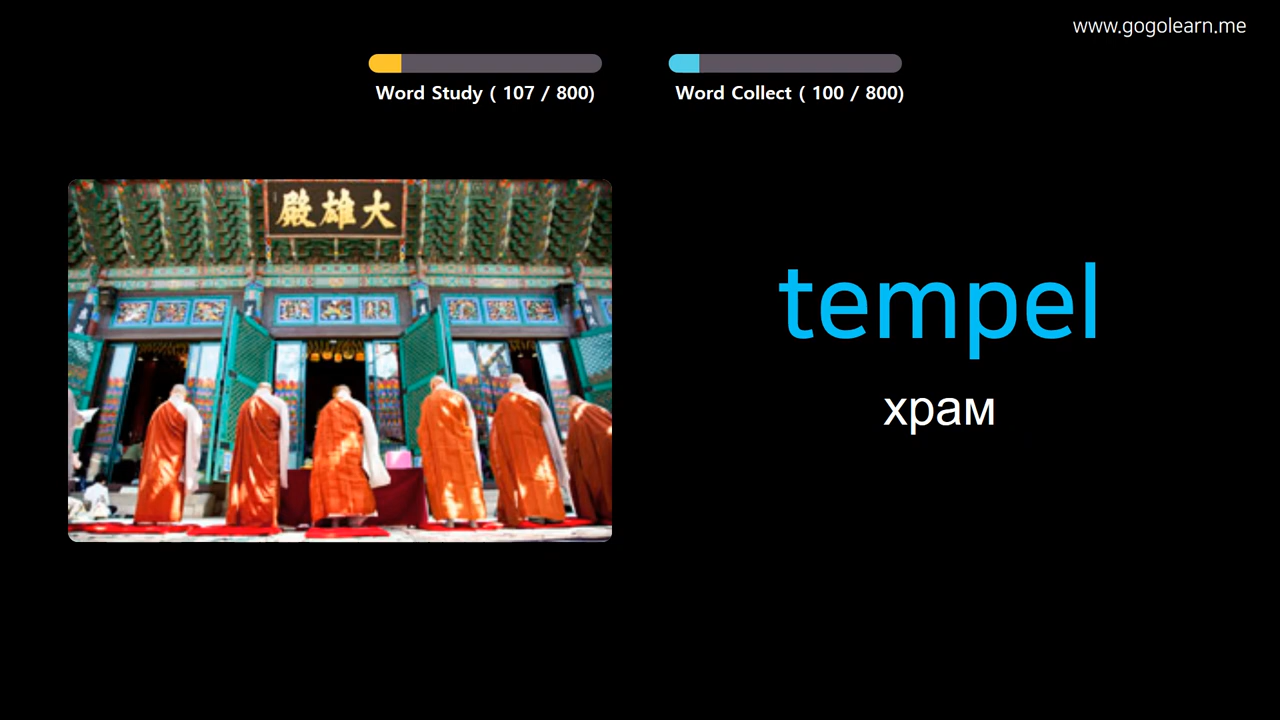 www.gogolearn.me
Word Study ( 107 / 800)
Word Collect ( 100 / 800)
殿雄大
tempel
храм